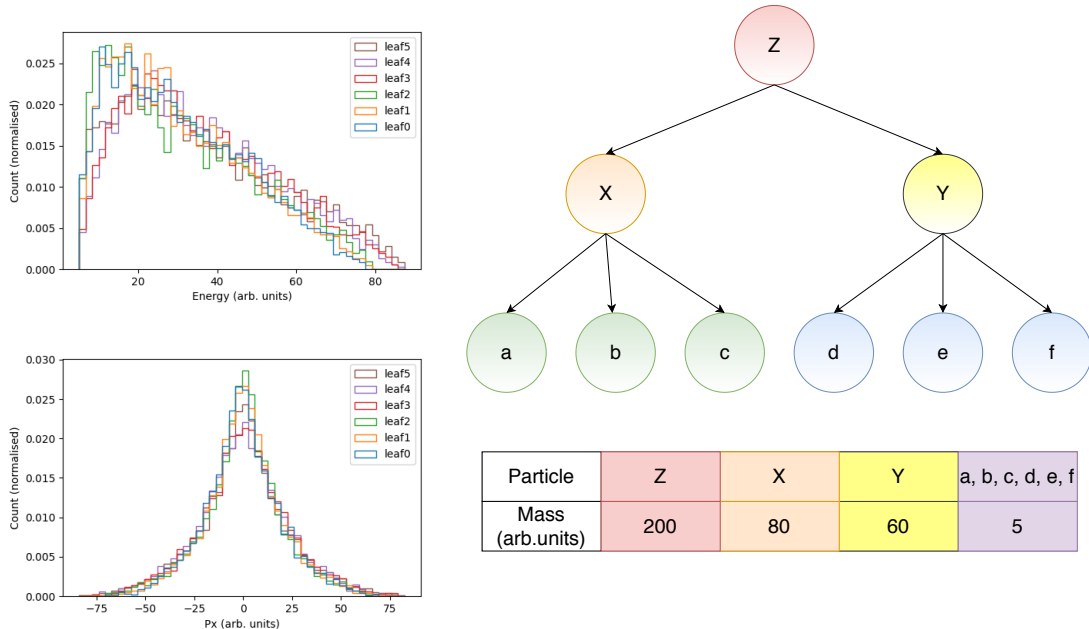 0.025
0.020
0.015
0.010
0.005
0.000
Count (normalised)
leaf5
leaf4
leaf3
leaf2
leaf1
leaf0
20
40
60
80
Energy (arb. units)
0.030
0.025
0.020
0.015
0.010
0.005
0.000
Count (normalised)
leaf5
leaf4
leaf3
leaf2
leaf1
leaf0
−75
−50
−25
0
25
50
75
Px (arb. units)
Z
X
Y
a
b
c
d
e
f
Particle
Z
X
Y
a, b, c, d, e, f
Mass
(arb.units)
200
80
60
5